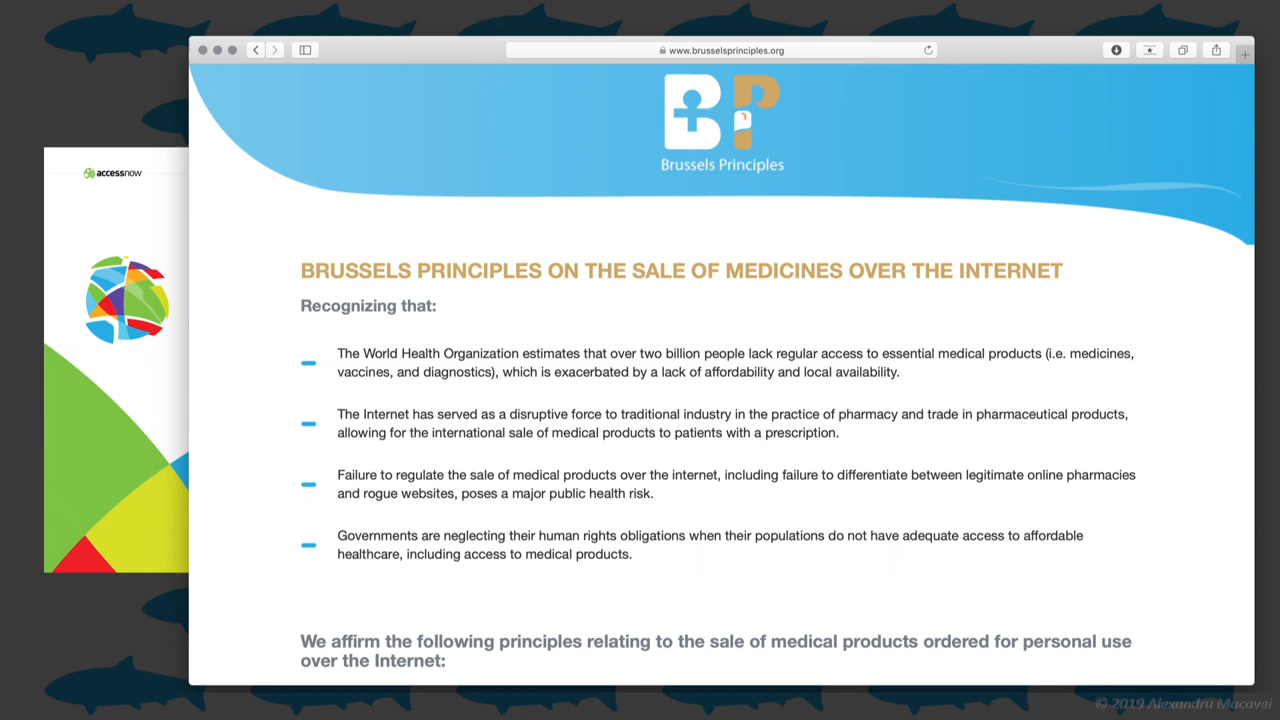 www.brusselsprinciples.org
BP
Brussels Principles
accessnow
BRUSSELS PRINCIPLES ON THE SALE OF MEDICINES OVER THE INTERNET
Recognizing that:
The World Health Organization estimates that over two billion people lack regular access to essential medical products (i.e. medicines,
vaccines, and diagnostics), which is exacerbated by a lack of affordability and local availability.
The Internet has served as a disruptive force to traditional industry in the practice of pharmacy and trade in pharmaceutical products,
allowing for the international sale of medical products to patients with a prescription.
Failure to regulate the sale of medical products over the internet, including failure to differentiate between legitimate online pharmacies
and rogue websites, poses a major public health risk.
Governments are neglecting their human rights obligations when their populations do not have adequate access to affordable
healthcare, including access to medical products.
We affirm the following principles relating to the sale of medical products ordered for personal use
over the Internet:
© 2019 Alexandru Macavei